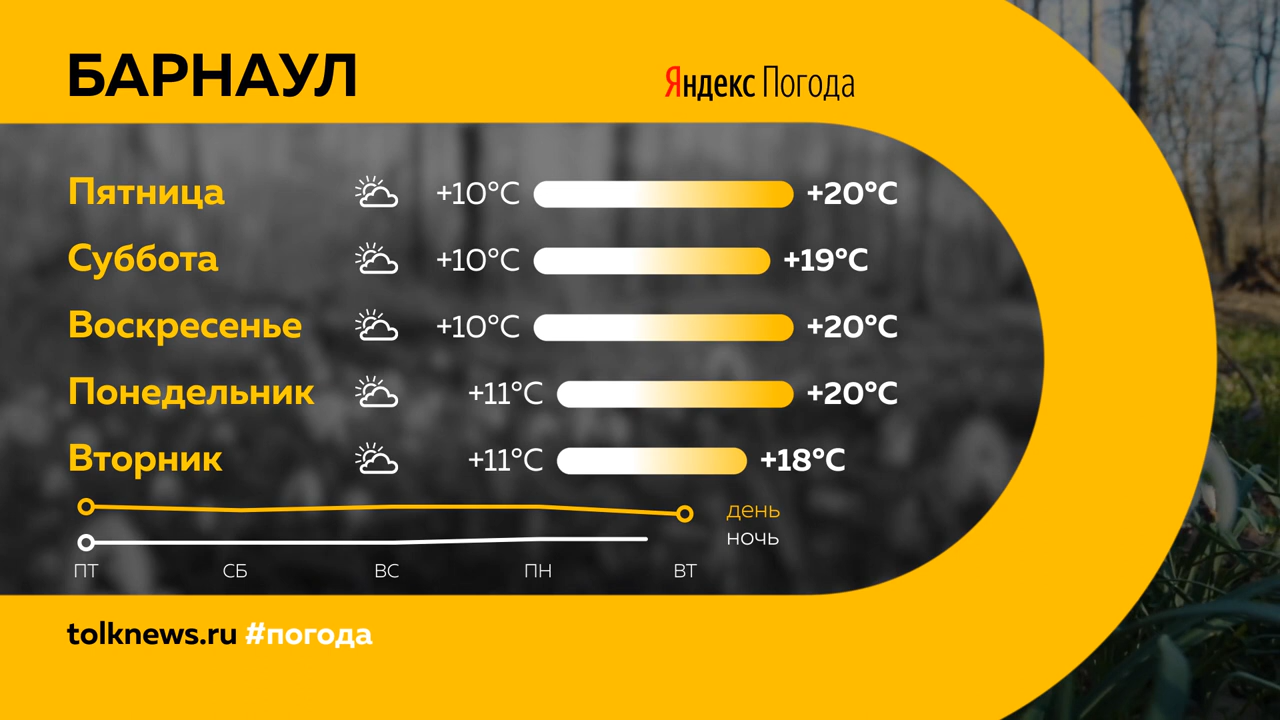 БАРНАУЛ
Яндекс Погода
Пятница +10°C +20°C
Суббота +10°C +19°C
Воскресенье +10°C +20°C
Понедельник +11°C +20°C
Вторник +11°C +18°C
день
ночь
ПТ СБ ВС ПН ВТ
tolknews.ru #погода